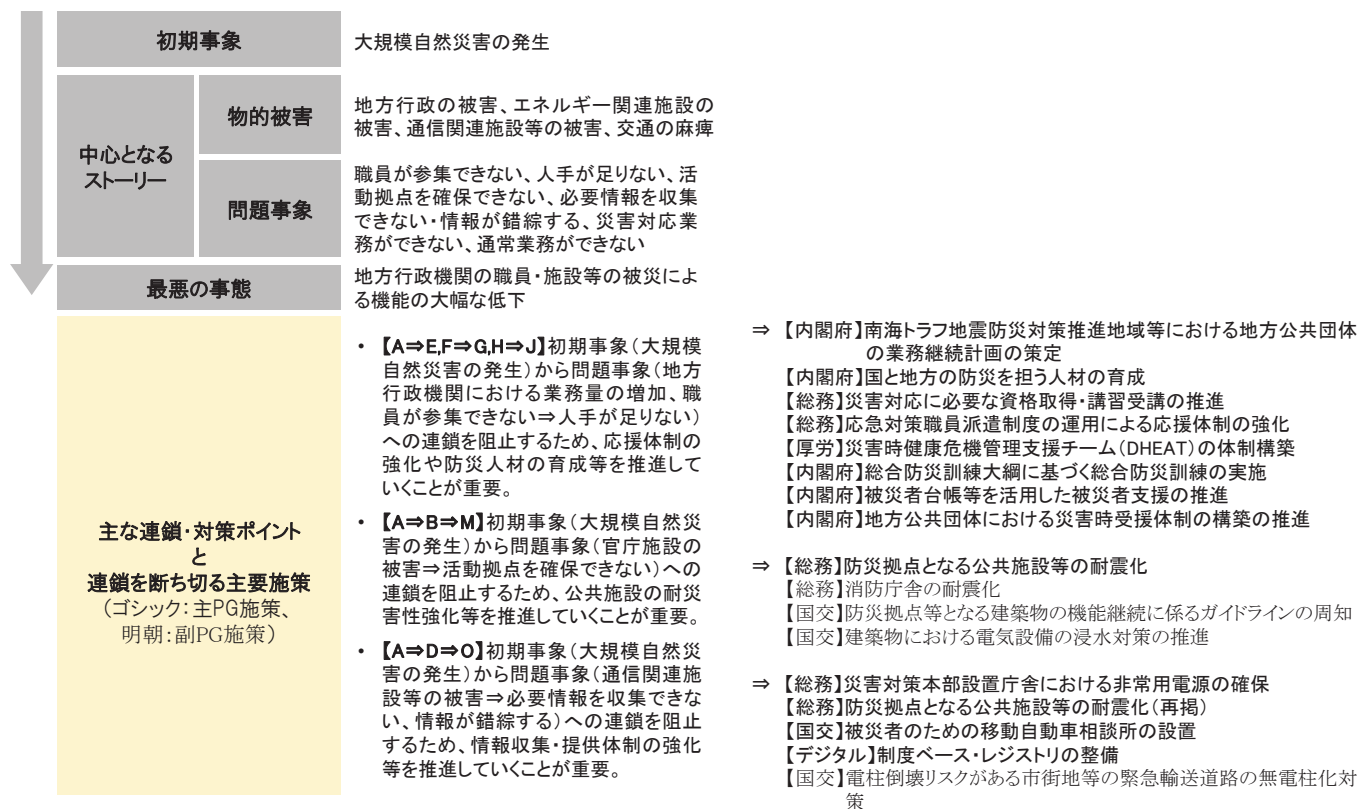 初期事象
大規模自然災害の発生
中心となる
ストーリー
物的被害
地方行政の被害、エネルギー関連施設の
被害、通信関連施設等の被害、交通の麻痺
問題事象
職員が参集できない、人手が足りない、活
動拠点を確保できない、必要情報を収集
できない・情報が錯綜する、災害対応業
務ができない、通常業務ができない
最悪の事態
地方行政機関の職員・施設等の被災によ
る機能の大幅な低下
主な連鎖・対策ポイント
と
連鎖を断ち切る主要施策
(ゴシック:主PG施策、
明朝:副PG施策)
・ 【A⇒E,F⇒G,H⇒J】初期事象(大規模
自然災害の発生)から問題事象(地方
行政機関における業務量の増加、職
員が参集できない⇒人手が足りない)
への連鎖を阻止するため、応援体制の
強化や防災人材の育成等を推進して
いくことが重要。
・ 【A⇒B⇒M】初期事象(大規模自然災
害の発生)から問題事象(官庁施設の
被害⇒活動拠点を確保できない)への
連鎖を阻止するため、公共施設の耐災
害性強化等を推進していくことが重要。
・ 【A⇒D⇒O】初期事象(大規模自然災
害の発生)から問題事象(通信関連施
設等の被害⇒必要情報を収集できな
い、情報が錯綜する)への連鎖を阻止
するため、情報収集・提供体制の強化
等を推進していくことが重要。
⇒ 【内閣府】南海トラフ地震防災対策推進地域等における地方公共団体
の業務継続計画の策定
【内閣府】国と地方の防災を担う人材の育成
【総務】災害対応に必要な資格取得・講習受講の推進
【総務】応急対策職員派遣制度の運用による応援体制の強化
【厚労】災害時健康危機管理支援チーム(DHEAT)の体制構築
【内閣府】総合防災訓練大綱に基づく総合防災訓練の実施
【内閣府】被災者台帳等を活用した被災者支援の推進
【内閣府】地方公共団体における災害時受援体制の構築の推進
⇒ 【総務】防災拠点となる公共施設等の耐震化
【総務】消防庁舎の耐震化
【国交】防災拠点等となる建築物の機能継続に係るガイドラインの周知
【国交】建築物における電気設備の浸水対策の推進
⇒ 【総務】災害対策本部設置庁舎における非常用電源の確保
【総務】防災拠点となる公共施設等の耐震化(再掲)
【国交】被災者のための移動自動車相談所の設置
【デジタル】制度ベース・レジストリの整備
【国交】電柱倒壊リスクがある市街地等の緊急輸送道路の無電柱化対
策